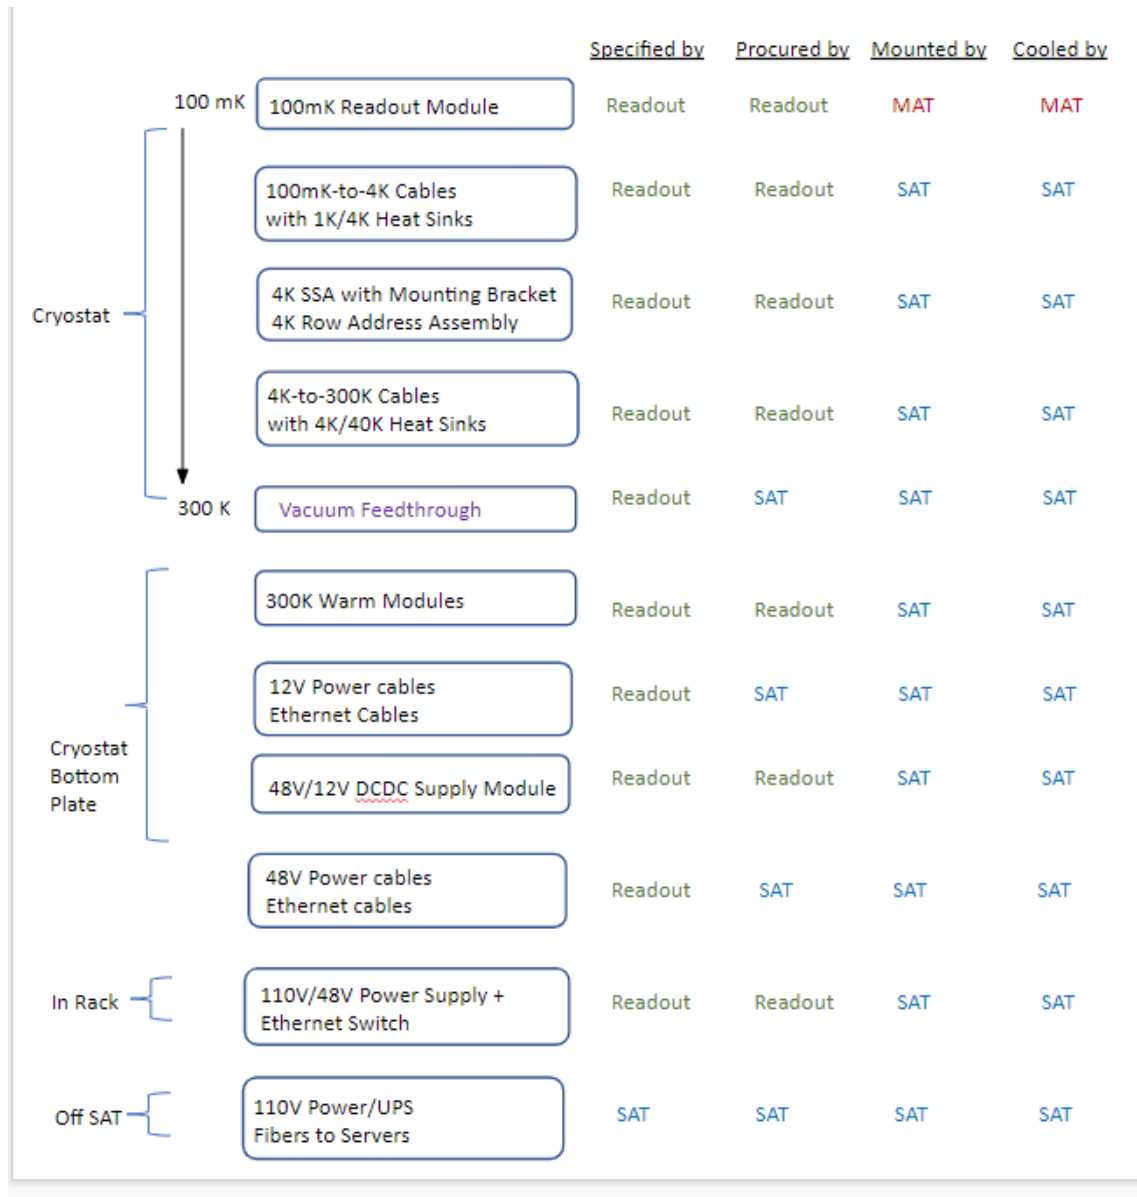 Specified by Procured by Mounted by Cooled by
100 mK 100mK Readout Module Readout Readout MAT MAT
100mK-to-4K Cables
with 1K/4K Heat Sinks
Readout Readout SAT SAT
4K SSA with Mounting Bracket
4K Row Address Assembly
Readout Readout SAT SAT
Cryostat
4K-to-300K Cables
with 4K/40K Heat Sinks
Readout Readout SAT SAT
300 K Vacuum Feedthrough Readout SAT SAT SAT
300K Warm Modules Readout Readout SAT SAT
12V Power cables
Ethernet Cables
Readout SAT SAT SAT
Cryostat
Bottom
Plate
48V/12V DCDC Supply Module Readout Readout SAT SAT
48V Power cables
Ethernet cables
Readout SAT SAT SAT
In Rack
110V/48V Power Supply +
Ethernet Switch
Readout Readout SAT SAT
Off SAT
110V Power/UPS
Fibers to Servers
SAT SAT SAT SAT